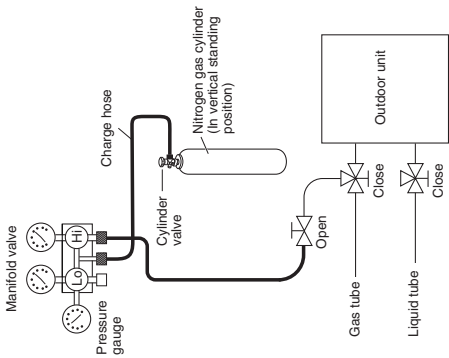 Manifold valve
Lo
Hi
Pressure
gauge
Charge hose
Cylinder
valve
Nitrogen gas cylinder
(In vertical standing
position)
Open
Outdoor unit
Close
Close
Gas tube
Liquid tube